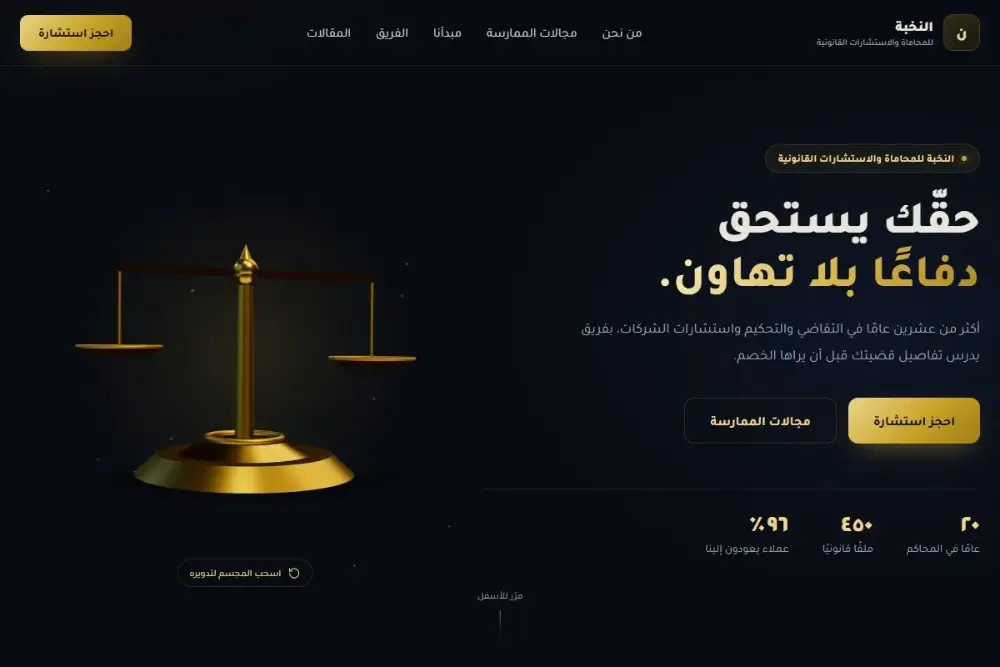 ن
النخبة
للمحاماة والاستشارات القانونية
من نحن
مجالات الممارسة
مبدأنا
الفريق
المقالات
احجز استشارة
النخبة للمحاماة والاستشارات القانونية
حقّك يستحق
دفاعًا بلا تهاون.
أكثر من عشرين عامًا في التقاضي والتحكيم واستشارات الشركات، بفريق
يدرس تفاصيل قضيتك قبل أن يراها الخصم.
احجز استشارة
مجالات الممارسة
٢٠
عامًا في المحاكم
٤٥٠
ملفًا قانونيًا
٩٦٪
عملاء يعودون إلينا
اسحب المجسم لتدويره
مرّر للأسفل